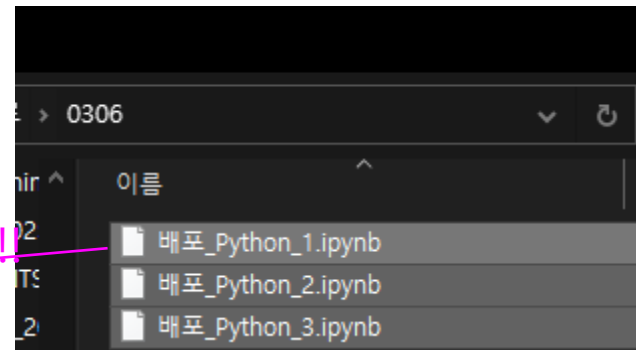 > 0306
이름
!!
배포_Python_1.ipynb
배포_Python_2.ipynb
배포_Python_3.ipynb